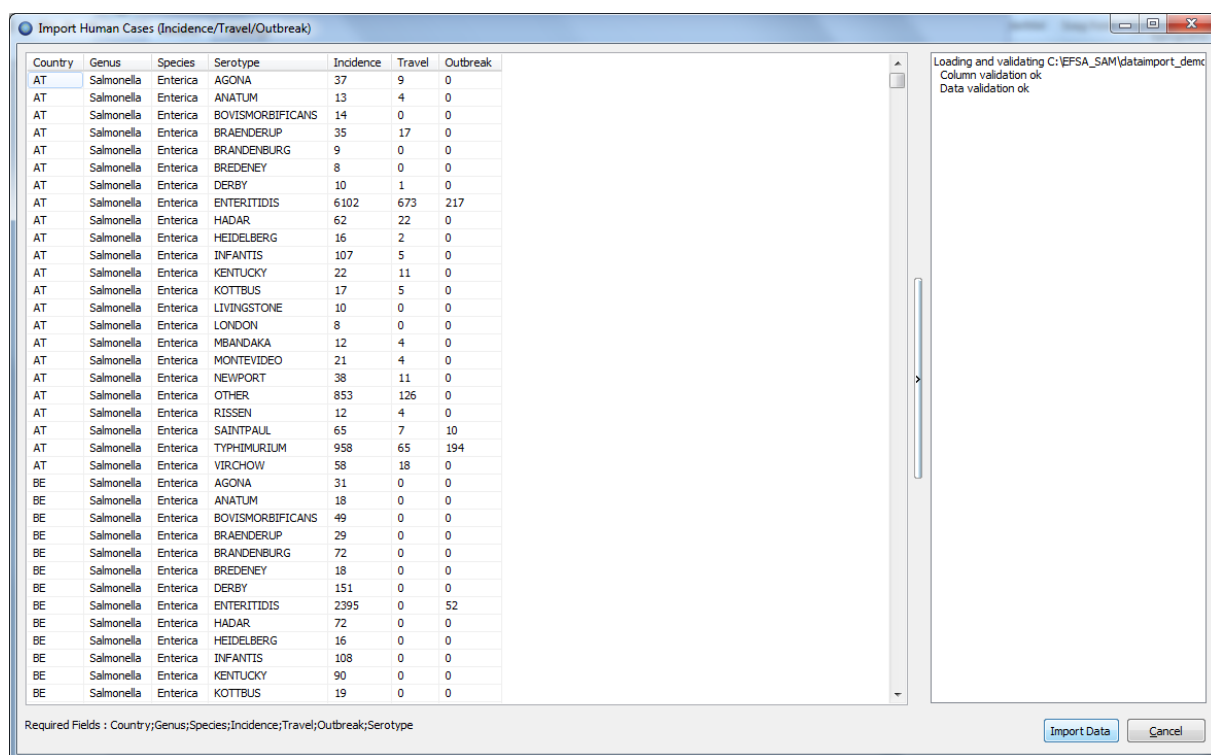 Import Human Cases (Incidence/Travel/Outbreak)
Country Genus Species Serotype Incidence Travel Outbreak
AT Salmonella Enterica AGONA 37 9 0
AT Salmonella Enterica ANATUM 13 4 0
AT Salmonella Enterica BOVISMORBIFICANS 14 0 0
AT Salmonella Enterica BRAENDERUP 35 17 0
AT Salmonella Enterica BRANDENBURG 9 0 0
AT Salmonella Enterica BREDENEY 8 0 0
AT Salmonella Enterica DERBY 10 1 0
AT Salmonella Enterica ENTERITIDIS 6102 673 217
AT Salmonella Enterica HADAR 62 22 0
AT Salmonella Enterica HEIDELBERG 16 2 0
AT Salmonella Enterica INFANTIS 107 5 0
AT Salmonella Enterica KENTUCKY 22 11 0
AT Salmonella Enterica KOTTBUS 17 5 0
AT Salmonella Enterica LIVINGSTONE 10 0 0
AT Salmonella Enterica LONDON 8 0 0
AT Salmonella Enterica MBANDAKA 12 4 0
AT Salmonella Enterica MONTEVIDEO 21 4 0
AT Salmonella Enterica NEWPORT 38 11 0
AT Salmonella Enterica OTHER 853 126 0
AT Salmonella Enterica RISSEN 12 4 0
AT Salmonella Enterica SAINTPAUL 65 7 10
AT Salmonella Enterica TYPHIMURIUM 958 65 194
AT Salmonella Enterica VIRCHOW 58 18 0
BE Salmonella Enterica AGONA 31 0 0
BE Salmonella Enterica ANATUM 18 0 0
BE Salmonella Enterica BOVISMORBIFICANS 49 0 0
BE Salmonella Enterica BRAENDERUP 29 0 0
BE Salmonella Enterica BRANDENBURG 72 0 0
BE Salmonella Enterica BREDENEY 18 0 0
BE Salmonella Enterica DERBY 151 0 0
BE Salmonella Enterica ENTERITIDIS 2395 0 52
BE Salmonella Enterica HADAR 72 0 0
BE Salmonella Enterica HEIDELBERG 16 0 0
BE Salmonella Enterica INFANTIS 108 0 0
BE Salmonella Enterica KENTUCKY 90 0 0
BE Salmonella Enterica KOTTBUS 19 0 0
Loading and validating C:\EFSA_SAM\dataimport_demo
Column validation ok
Data validation ok
Required Fields : Country;Genus;Species;Incidence;Travel;Outbreak;Serotype
Import Data
Cancel